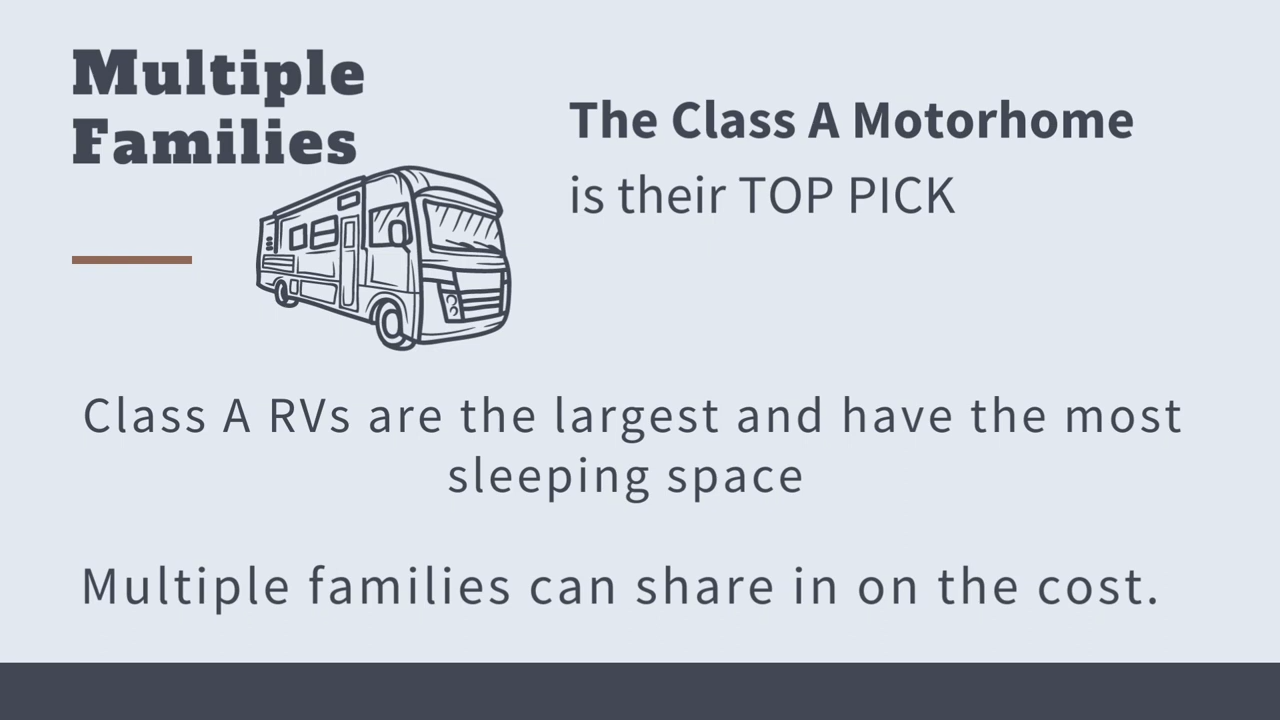 Multiple
Families
The Class A Motorhome
is their TOP PICK
Class A RVs are the largest and have the most
sleeping space
Multiple families can share in on the cost.